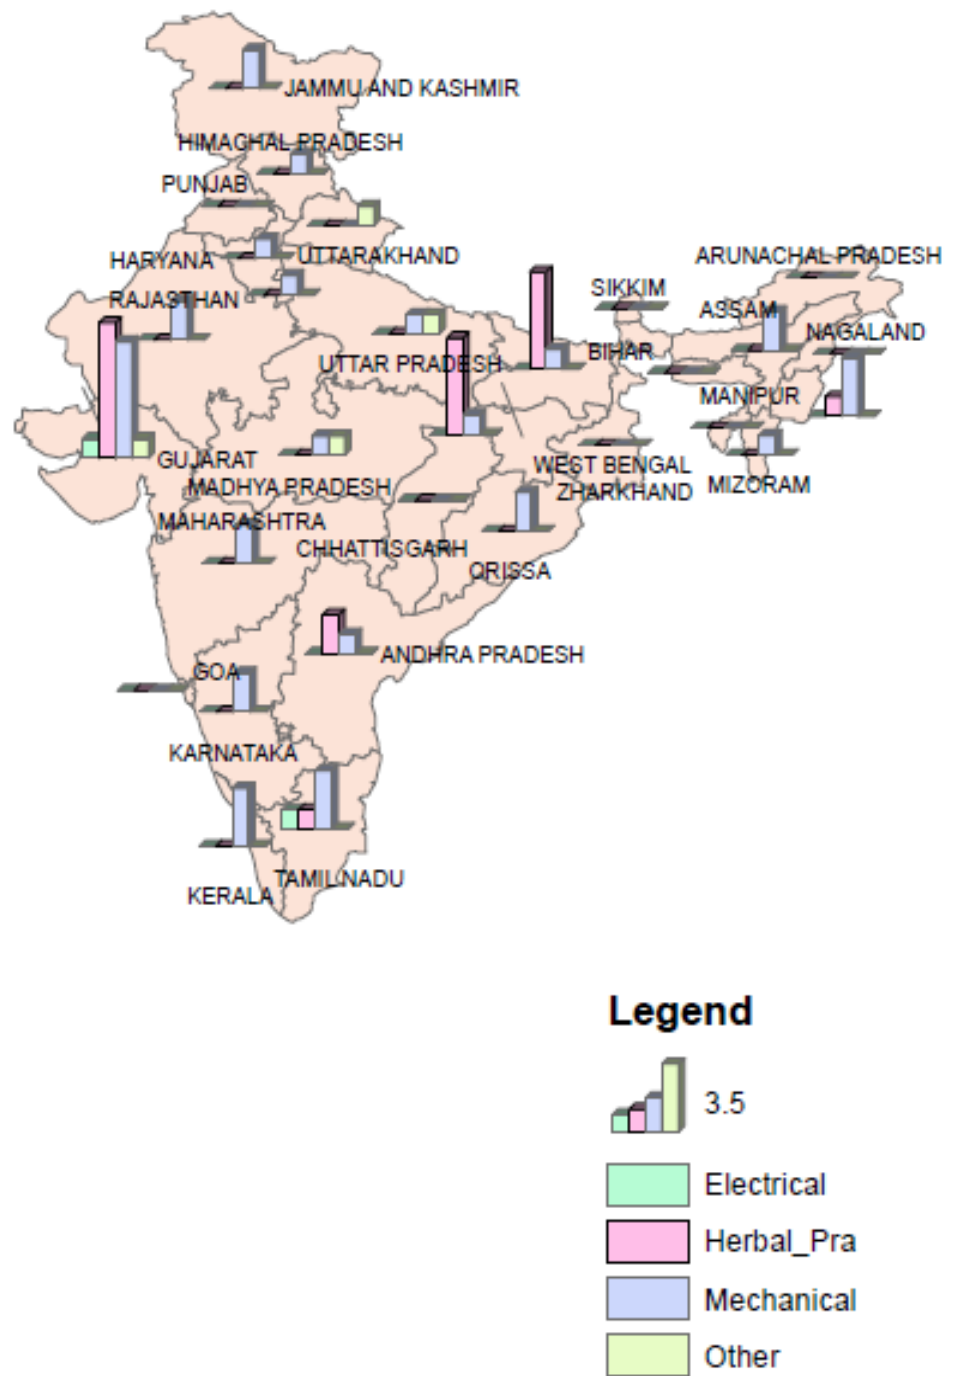 JAMMU AND KASHMIR
HIMACHAL PRADESH
PUNJAB
HARYANA
UTTARAKHAND
ARUNACHAL PRADESH
SIKKIM
RAJASTHAN
ASSAM
NAGALAND
BIHAR
UTTAR PRADESH
MANIPUR
GUJARAT
WEST BENGAL
MADHYA PRADESH
ZHARKHAND
MIZORAM
MAHARASHTRA
CHHATTISGARH
ORISSA
ANDHRA PRADESH
GOA
KARNATAKA
TAMILNADU
KERALA
Legend
3.5
Electrical
Herbal_Pra
Mechanical
Other